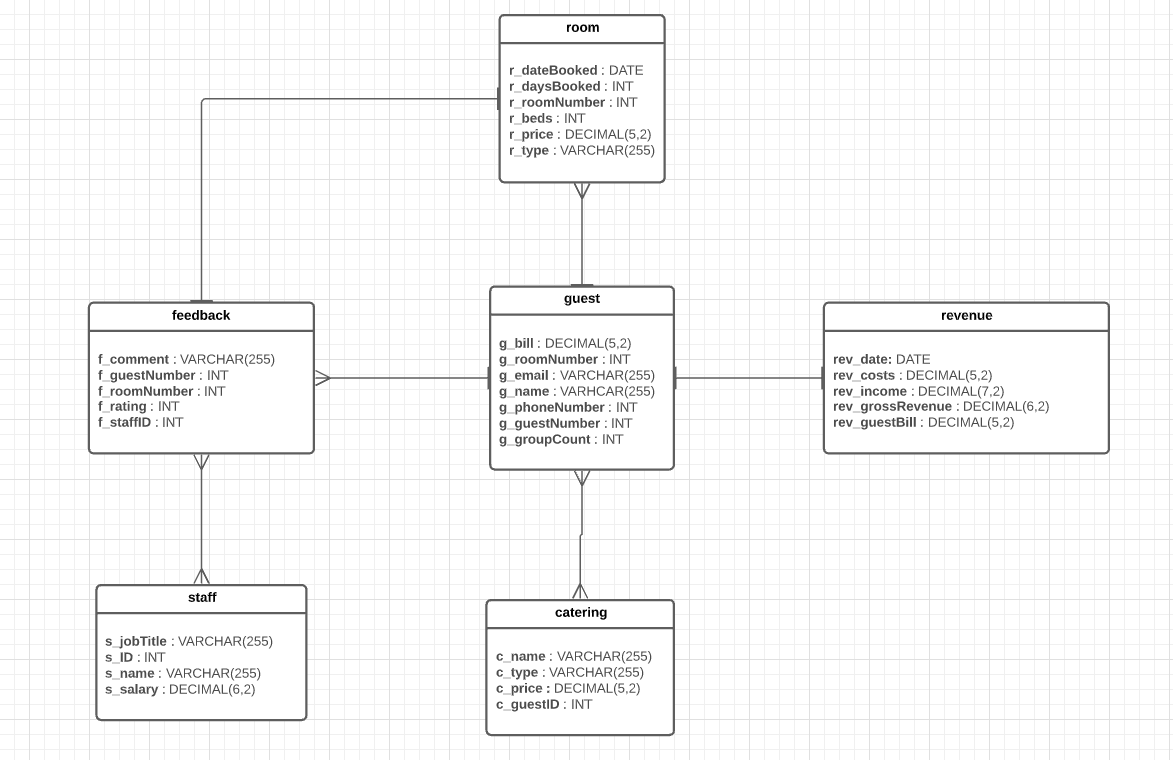 room
r_dateBooked : DATE
r_daysBooked : INT
r_roomNumber : INT
r_beds : INT
r_price : DECIMAL(5,2)
r_type : VARCHAR(255)
feedback
f_comment : VARCHAR(255)
f_guestNumber : INT
f_roomNumber : INT
f_rating : INT
f_staffID : INT
guest
g_bill : DECIMAL(5,2)
g_roomNumber : INT
g_email : VARCHAR(255)
g_name : VARHCAR(255)
g_phoneNumber : INT
g_guestNumber : INT
g_groupCount : INT
revenue
rev_date: DATE
rev_costs : DECIMAL(5,2)
rev_income : DECIMAL(7,2)
rev_grossRevenue : DECIMAL(6,2)
rev_guestBill : DECIMAL(5,2)
staff
s_jobTitle : VARCHAR(255)
s_ID : INT
s_name : VARCHAR(255)
s_salary : DECIMAL(6,2)
catering
c_name : VARCHAR(255)
c_type : VARCHAR(255)
c_price : DECIMAL(5,2)
c_guestID : INT